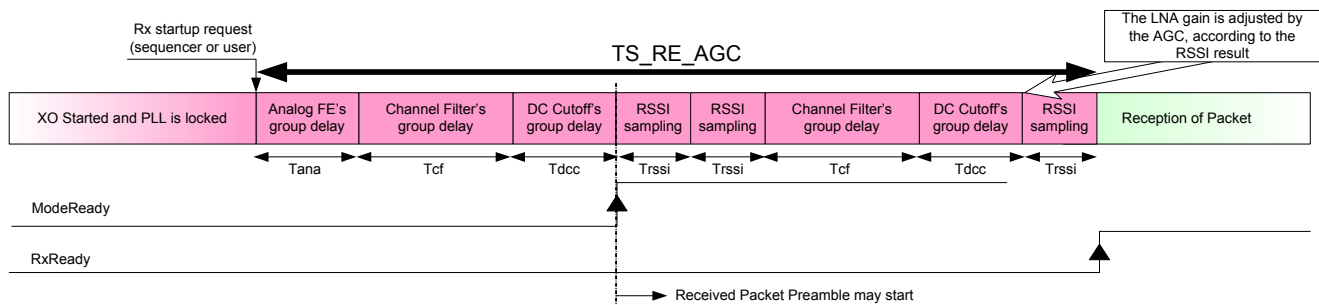 Rx startup request
(sequencer or user)
TS_RE_AGC
The LNA gain is adjusted by
the AGC, according to the
RSSI result
XO Started and PLL is locked
Analog FE's
group delay
Channel Filter's
group delay
DC Cutoff's
group delay
RSSI
sampling
RSSI
sampling
Channel Filter's
group delay
DC Cutoff's
group delay
RSSI
sampling
Reception of Packet
Tana
Tcf
Tdcc
Trssi
Trssi
Tcf
Tdcc
Trssi
ModeReady
RxReady
Received Packet Preamble may start